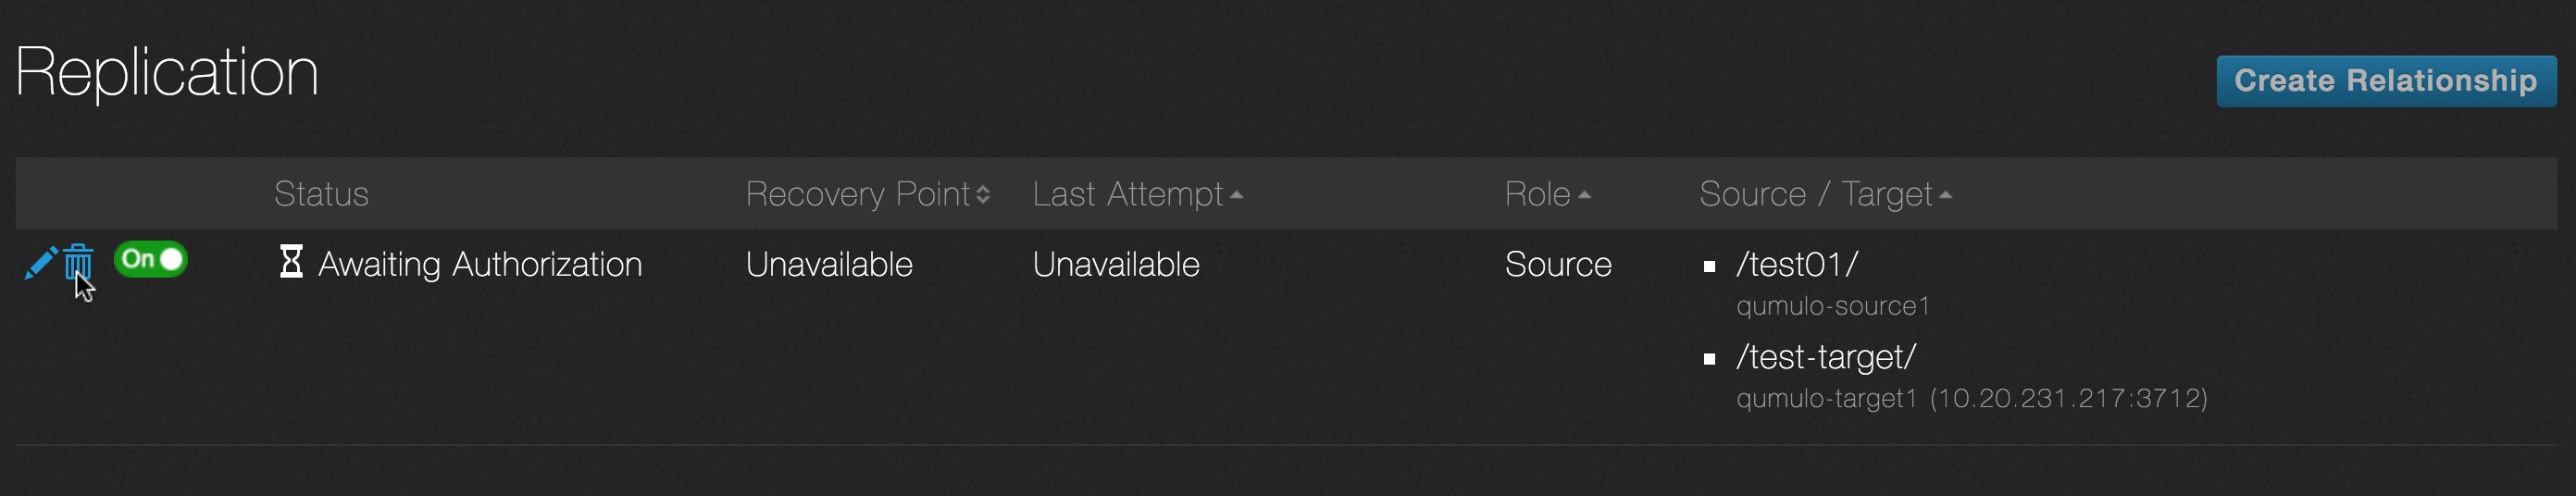 Replication
Create Relationship
Status Recovery Point Last Attempt Role Source / Target
On Awaiting Authorization Unavailable Unavailable Source /test01/
qumulo-source1
/test-target/
qumulo-target1 (10.20.231.217:3712)